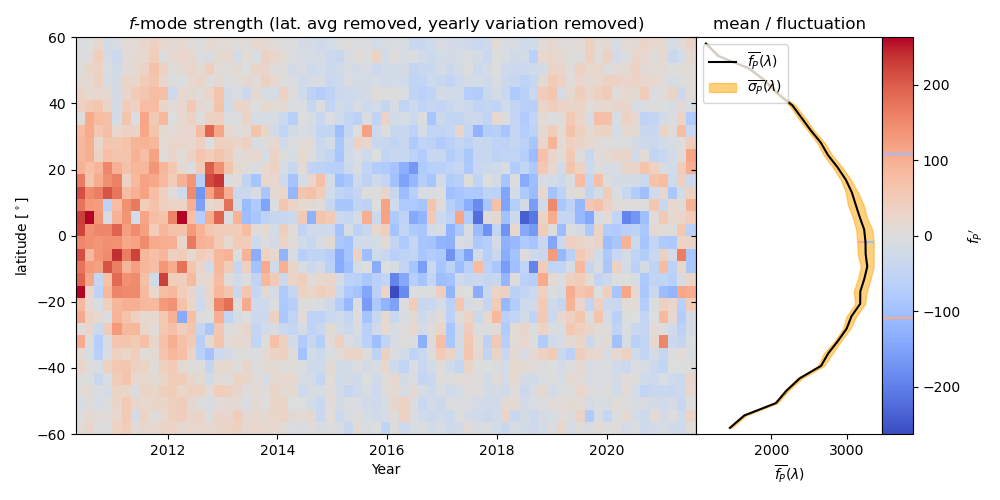 f-mode strength (lat. avg removed, yearly variation removed)
mean / fluctuation
60
40
20
0
−20
−40
−60
latitude [°]
2012
2014
2016
2018
2020
Year
f̅P(λ)
σ̅P(λ)
2000
3000
f̅P(λ)
200
100
0
−100
−200
fP′